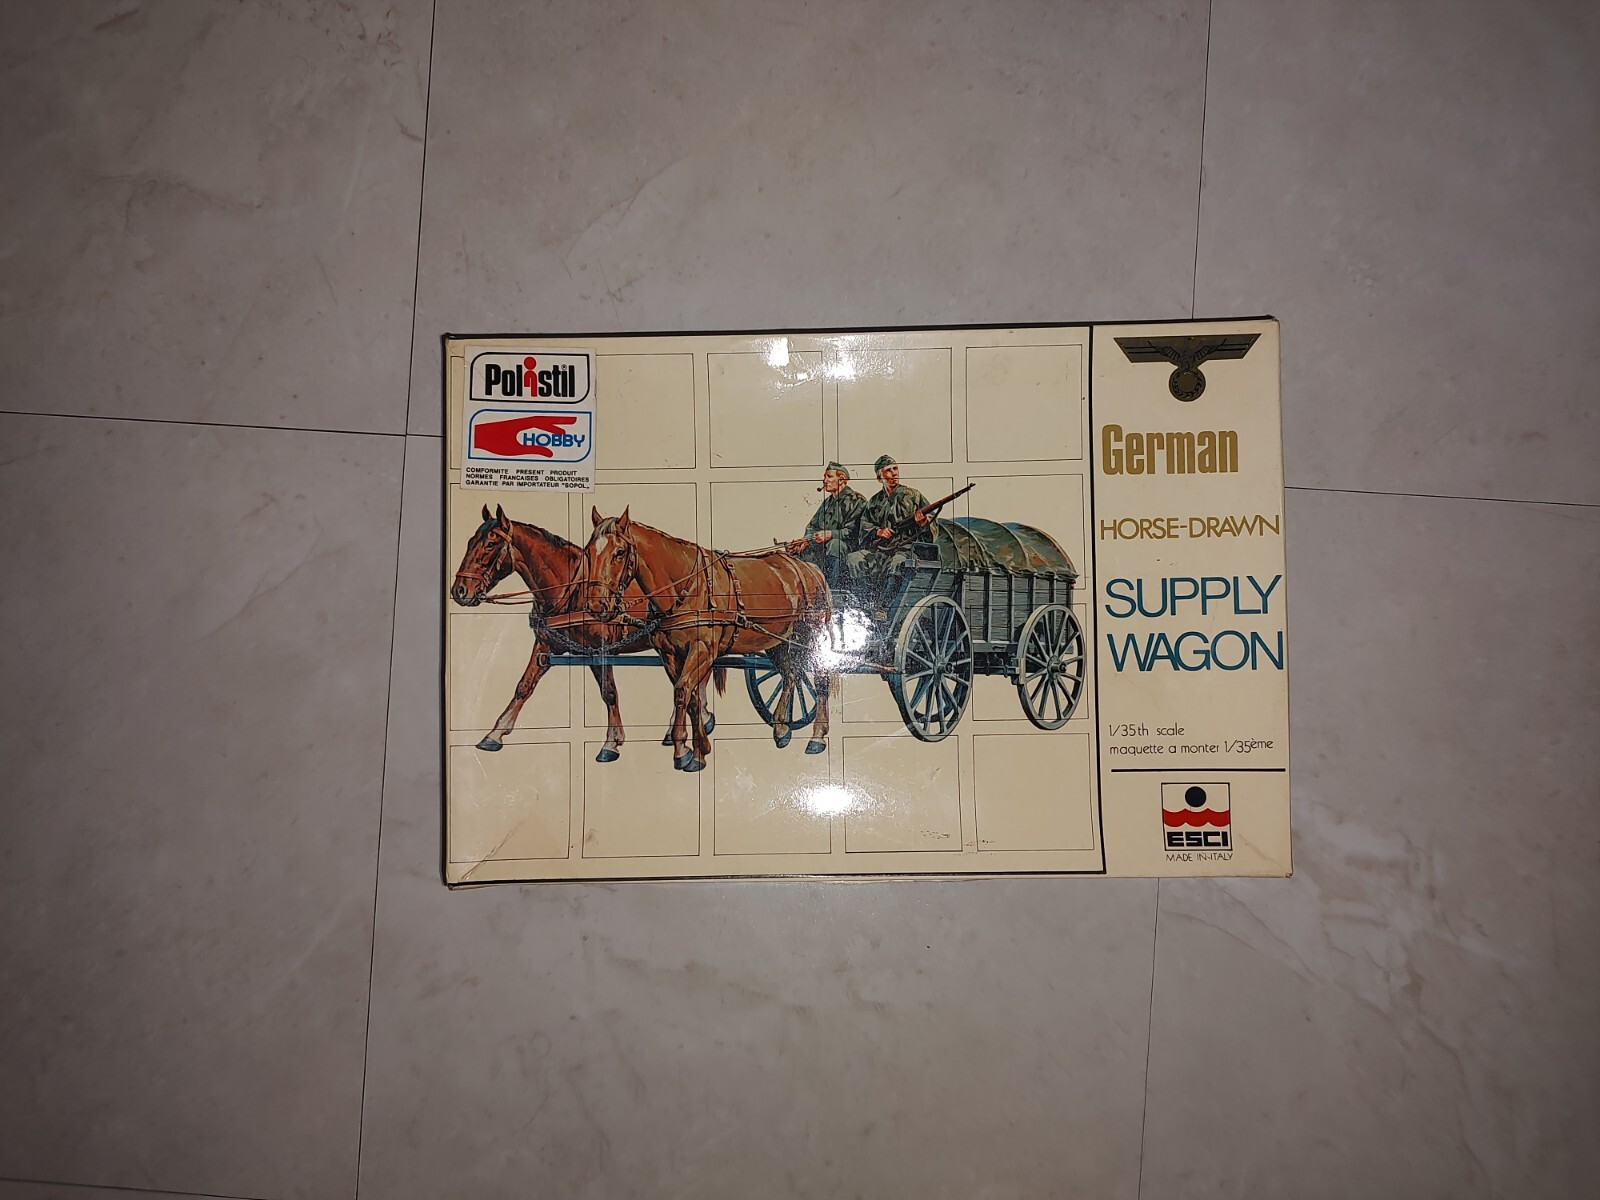 Polistil
HOBBY
COMFORMITE PRESENT PRODUIT
NORMES FRANCAISES OBLIGATOIRES
GARANTIE PAR IMPORTATEUR "SOPOL"
German
HORSE-DRAWN
SUPPLY
WAGON
1/35th scale
maquette a monter 1/35ème
ESCI
MADE IN ITALY